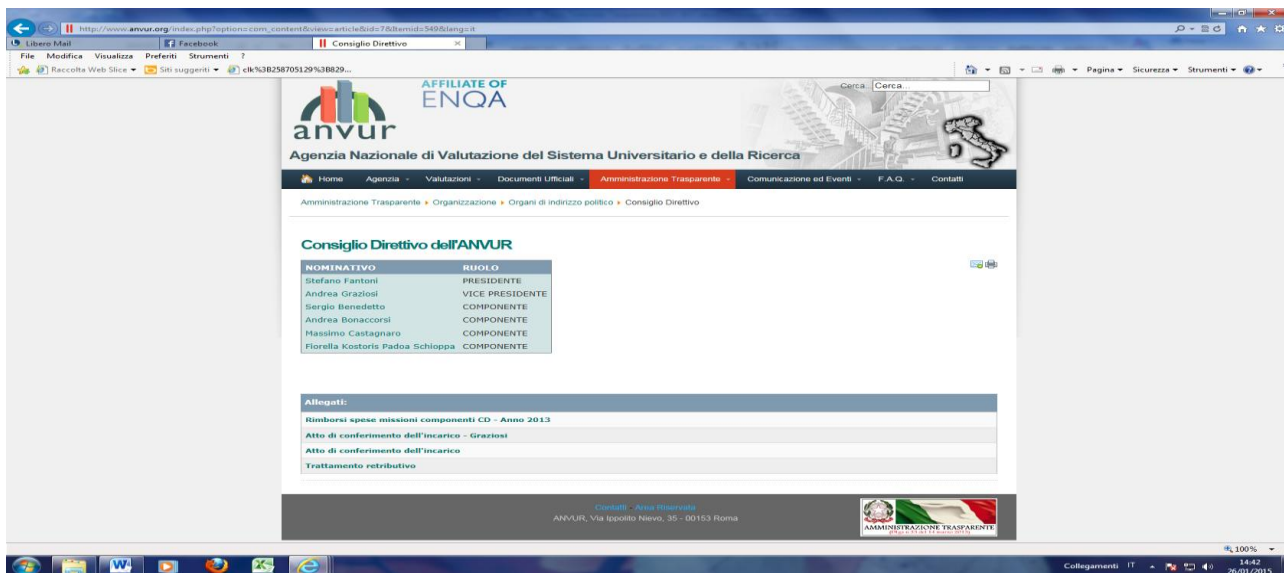 http://www.anvur.org/index.php?option=com_content&view=article&id=78&Itemid=549&lang=it
Libero Mail Facebook Consiglio Direttivo
File Modifica Visualizza Preferiti Strumenti ?
Raccolta Web Slice Siti suggeriti clk%3B258705129%3B829... Pagina Sicurezza Strumenti
AFFILIATE OF
ENQA
Cerca... Cerca...
anvur
Agenzia Nazionale di Valutazione del Sistema Universitario e della Ricerca
Home Agenzia Valutazioni Documenti Ufficiali Amministrazione Trasparente Comunicazione ed Eventi F.A.Q. Contatti
Amministrazione Trasparente Organizzazione Organi di indirizzo politico Consiglio Direttivo
Consiglio Direttivo dell'ANVUR
NOMINATIVO RUOLO
Stefano Fantoni PRESIDENTE
Andrea Graziosi VICE PRESIDENTE
Sergio Benedetto COMPONENTE
Andrea Bonaccorsi COMPONENTE
Massimo Castagnaro COMPONENTE
Fiorella Kostoris Padoa Schioppa COMPONENTE
Allegati:
Rimborsi spese missioni componenti CD - Anno 2013
Atto di conferimento dell'incarico - Graziosi
Atto di conferimento dell'incarico
Trattamento retributivo
Contatti - Area Riservata
ANVUR, Via Ippolito Nievo, 35 - 00153 Roma
AMMINISTRAZIONE TRASPARENTE
100%
Collegamenti IT 14:42
26/01/2015